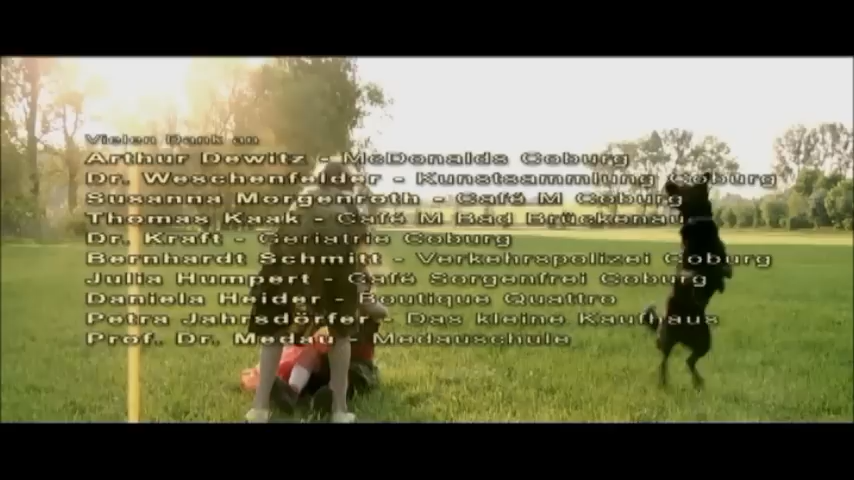 Vielen Dank an
Arthur Dewitz - McDonalds Coburg
Dr. Weschenfelder - Kunstsammlung Coburg
Susanna Morgenroth - Café M Coburg
Thomas Kaak - Café M Bad Brückenau
Dr. Kraft - Geriatrie Coburg
Bernhardt Schmitt - Verkehrspolizei Coburg
Julia Humpert - Café Sorgenfrei Coburg
Daniela Heider - Boutique Quattro
Petra Jahrsdörfer - Das kleine Kaufhaus
Prof. Dr. Medau - Medauschule